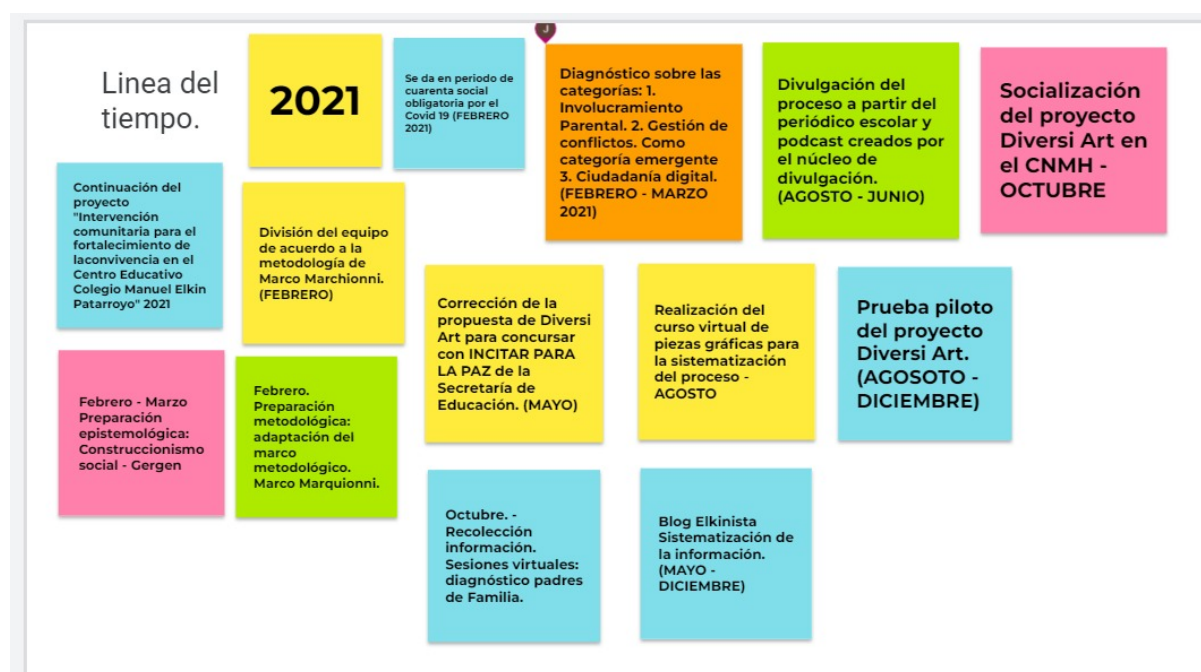 Linea del
tiempo.
2021
Se da en periodo de
cuarenta social
obligatoria por el
Covid 19 (FEBRERO
2021)
J
Diagnóstico sobre las
categorías: 1.
Involucramiento
Parental. 2. Gestión de
conflictos. Como
categoría emergente
3. Ciudadanía digital.
(FEBRERO - MARZO
2021)
Divulgación del
proceso a partir del
periódico escolar y
podcast creados por
el núcleo de
divulgación.
(AGOSTO - JUNIO)
Socialización
del proyecto
Diversi Art en
el CNMH -
OCTUBRE
Continuación del
proyecto
"Intervención
comunitaria para el
fortalecimiento de
laconvivencia en el
Centro Educativo
Colegio Manuel Elkin
Patarroyo" 2021
División del equipo
de acuerdo a la
metodología de
Marco Marchionni.
(FEBRERO)
Corrección de la
propuesta de Diversi
Art para concursar
con INCITAR PARA
LA PAZ de la
Secretaría de
Educación. (MAYO)
Realización del
curso virtual de
piezas gráficas para
la sistematización
del proceso -
AGOSTO
Prueba piloto
del proyecto
Diversi Art.
(AGOSOTO -
DICIEMBRE)
Febrero - Marzo
Preparación
epistemológica:
Construccionismo
social - Gergen
Febrero.
Preparación
metodológica:
adaptación del
marco
metodológico.
Marco Marquionni.
Octubre. -
Recolección
información.
Sesiones virtuales:
diagnóstico padres
de Familia.
Blog Elkinista
Sistematización de
la información.
(MAYO -
DICIEMBRE)